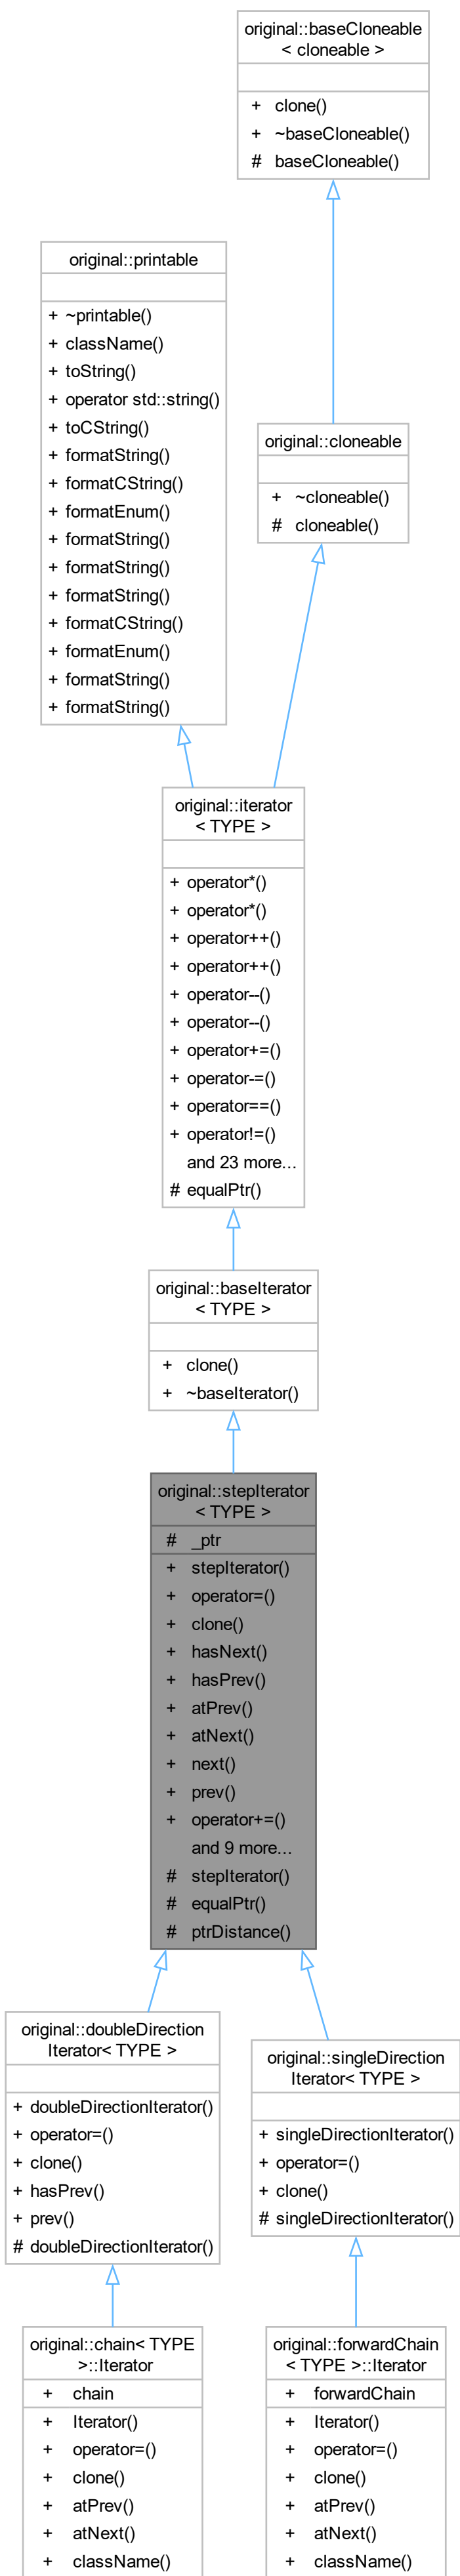 original::baseCloneable
< cloneable >
+ clone()
+ ~baseCloneable()
# baseCloneable()
original::printable
+ ~printable()
+ className()
+ toString()
+ operator std::string()
+ toCString()
+ formatString()
+ formatCString()
+ formatEnum()
+ formatString()
+ formatString()
+ formatString()
+ formatCString()
+ formatEnum()
+ formatString()
+ formatString()
original::cloneable
+ ~cloneable()
# cloneable()
original::iterator
< TYPE >
+ operator*()
+ operator*()
+ operator++()
+ operator++()
+ operator--()
+ operator--()
+ operator+=()
+ operator-=()
+ operator==()
+ operator!=()
and 23 more...
# equalPtr()
original::baseIterator
< TYPE >
+ clone()
+ ~baseIterator()
original::stepIterator
< TYPE >
# _ptr
+ stepIterator()
+ operator=()
+ clone()
+ hasNext()
+ hasPrev()
+ atPrev()
+ atNext()
+ next()
+ prev()
+ operator+=()
and 9 more...
# stepIterator()
# equalPtr()
# ptrDistance()
original::doubleDirection
Iterator< TYPE >
+ doubleDirectionIterator()
+ operator=()
+ clone()
+ hasPrev()
+ prev()
# doubleDirectionIterator()
original::singleDirection
Iterator< TYPE >
+ singleDirectionIterator()
+ operator=()
+ clone()
# singleDirectionIterator()
original::chain< TYPE
>::Iterator
+ chain
+ Iterator()
+ operator=()
+ clone()
+ atPrev()
+ atNext()
+ className()
original::forwardChain
< TYPE >::Iterator
+ forwardChain
+ Iterator()
+ operator=()
+ clone()
+ atPrev()
+ atNext()
+ className()